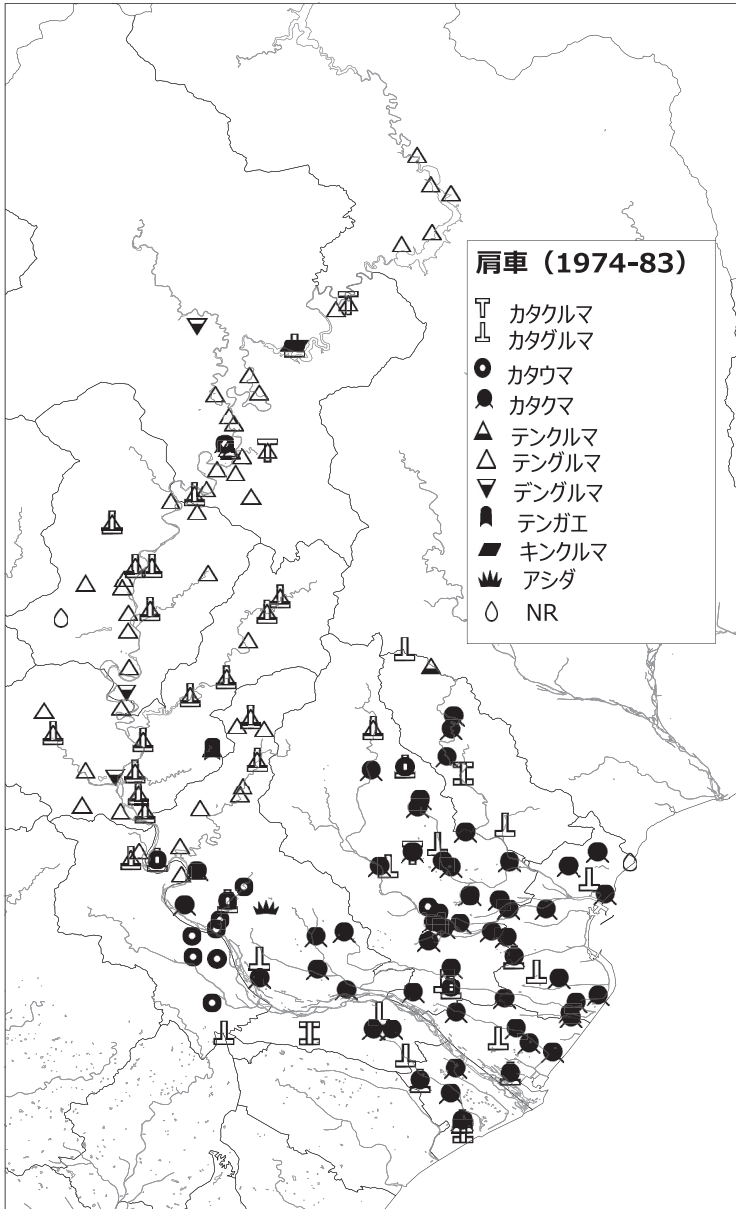 肩車（1974-83）
カタクルマ
カタグルマ
カタウマ
カタクマ
テンクルマ
テングルマ
デングルマ
テンガエ
キンクルマ
アシダ
NR